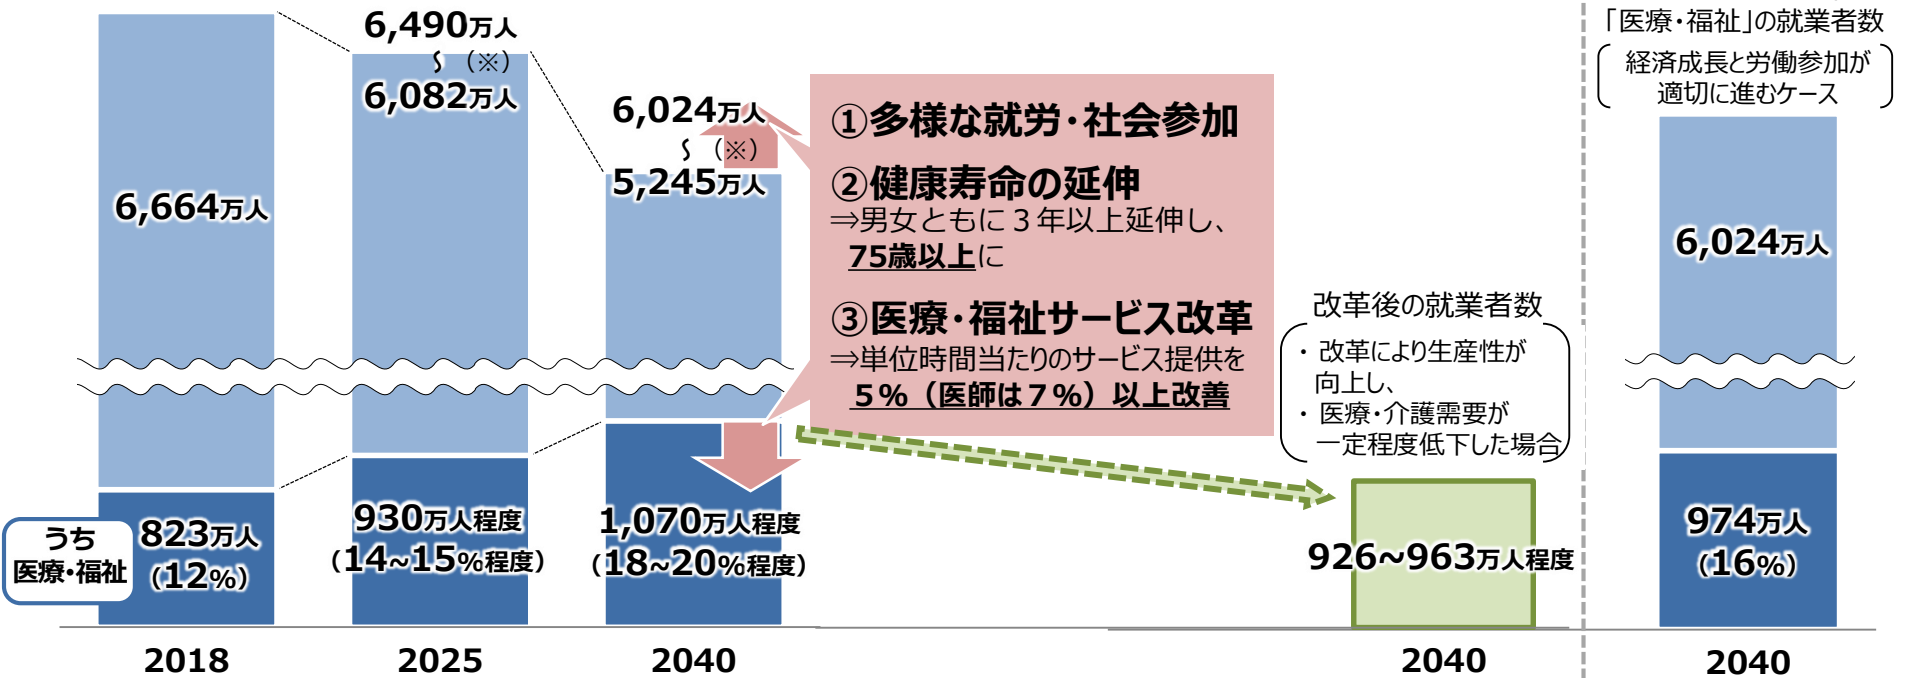 6,664万人
うち
医療・福祉
823万人
(12%)
2018
6,490万人
～ (※)
6,082万人
930万人程度
(14~15%程度)
2025
6,024万人
～ (※)
5,245万人
1,070万人程度
(18~20%程度)
2040
①多様な就労・社会参加
②健康寿命の延伸
⇒男女ともに３年以上延伸し、
75歳以上に
③医療・福祉サービス改革
⇒単位時間当たりのサービス提供を
５％（医師は７％）以上改善
改革後の就業者数
・ 改革により生産性が
向上し、
・ 医療・介護需要が
一定程度低下した場合
926~963万人程度
2040
「医療・福祉」の就業者数
経済成長と労働参加が
適切に進むケース
6,024万人
974万人
(16%)
2040